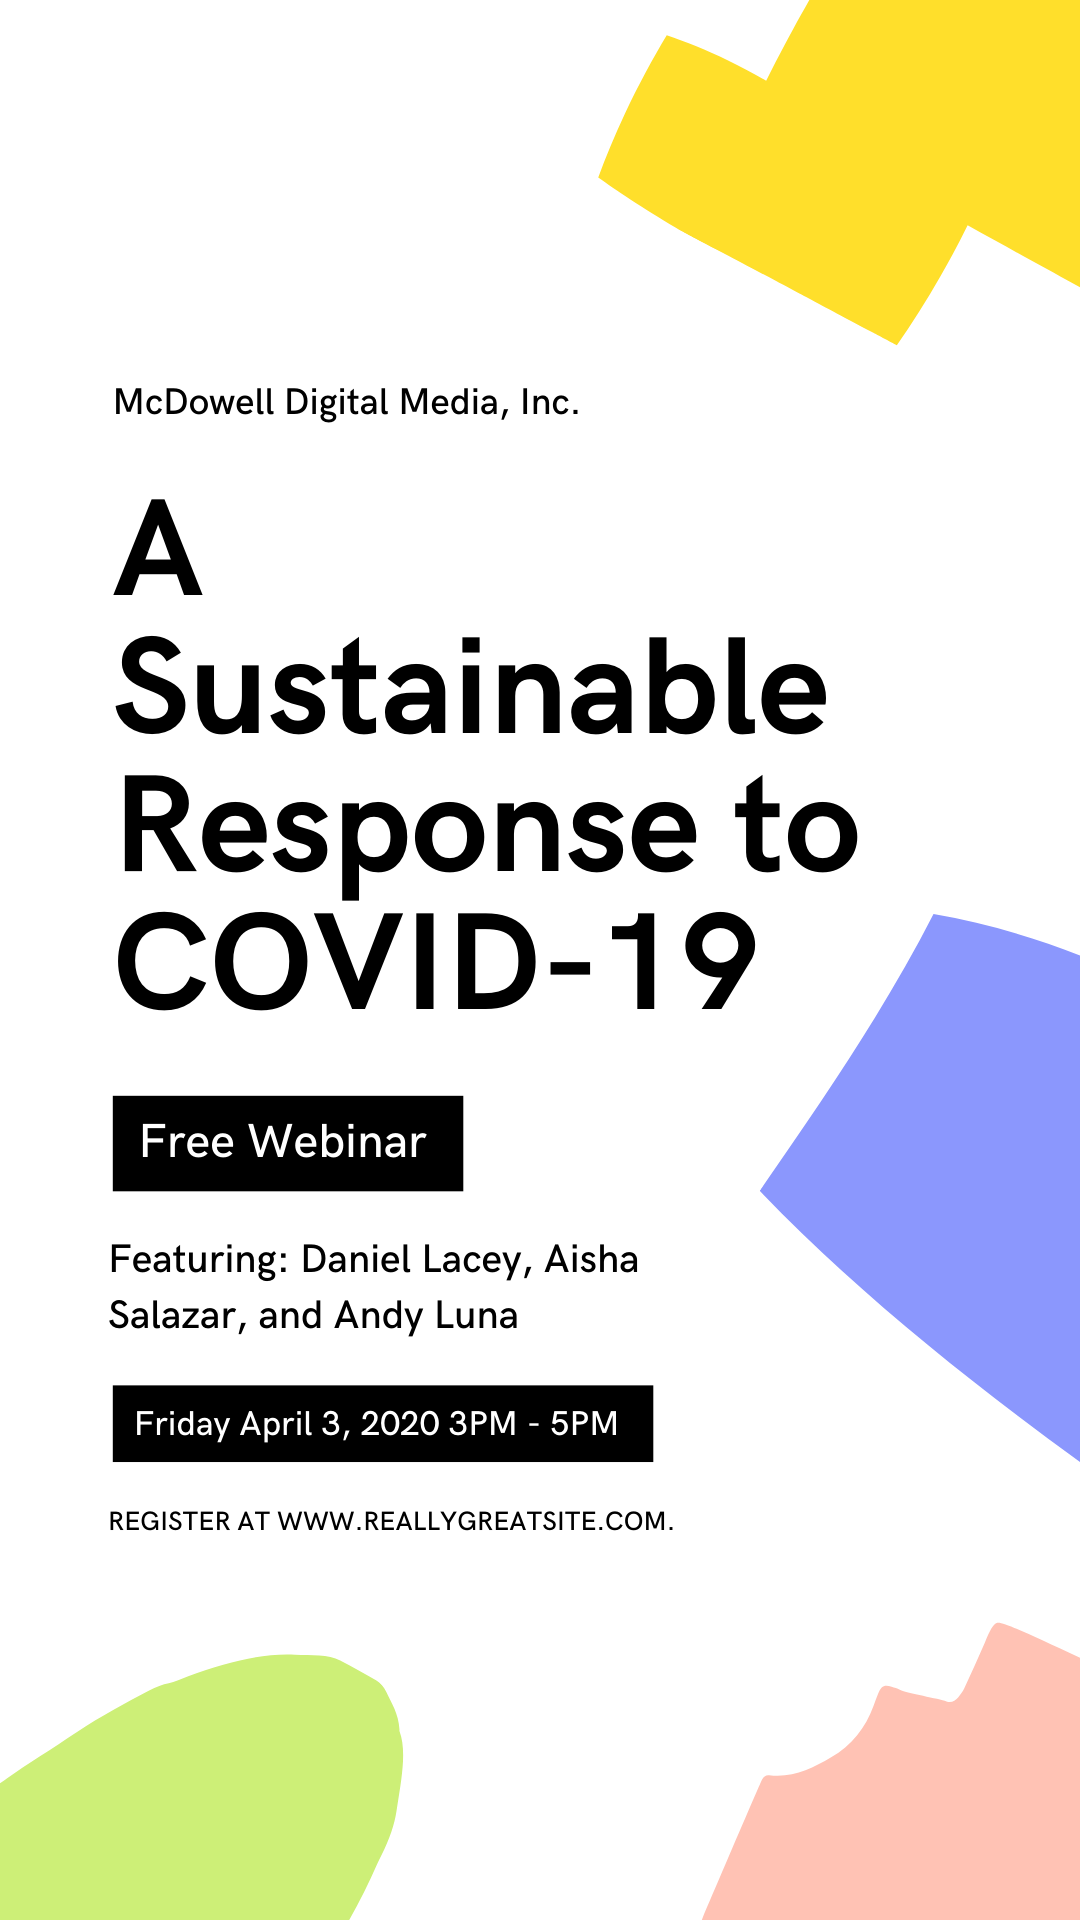 McDowell Digital Media, Inc.
A
Sustainable
Response to
COVID-19
Free Webinar
Featuring: Daniel Lacey, Aisha
Salazar, and Andy Luna
Friday April 3, 2020 3PM - 5PM
REGISTER AT WWW.REALLYGREATSITE.COM.